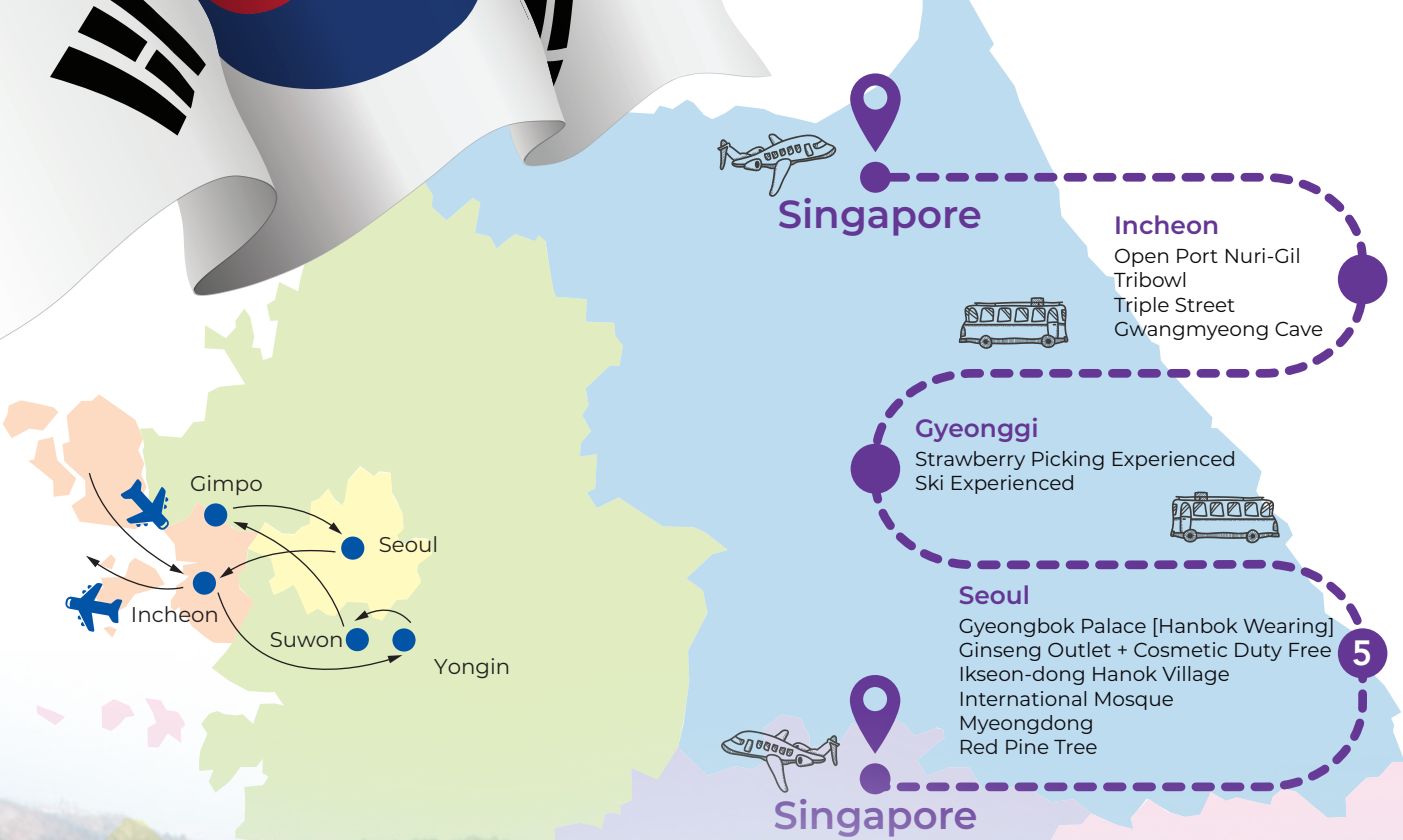 Singapore
Incheon
Open Port Nuri-Gil
Tribowl
Triple Street
Gwangmyeong Cave
Gyeonggi
Strawberry Picking Experienced
Ski Experienced
Seoul
Gyeongbok Palace [Hanbok Wearing]
Ginseng Outlet + Cosmetic Duty Free
Ikseon-dong Hanok Village
International Mosque
Myeongdong
Red Pine Tree
5
Singapore
Gimpo
Seoul
Incheon
Suwon
Yongin